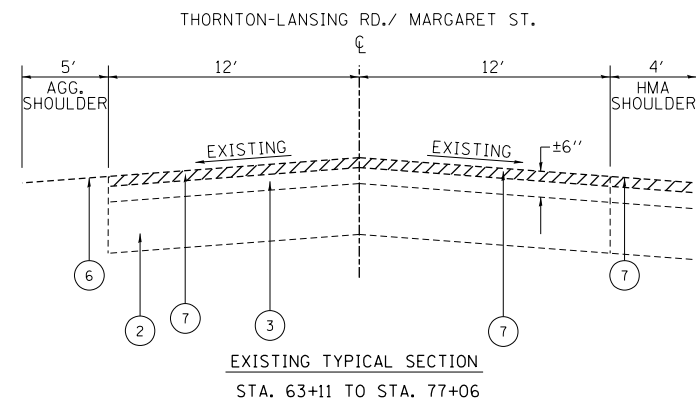 THORNTON-LANSING RD./ MARGARET ST.
℄
5' 12' 12' 4'
AGG. SHOULDER
HMA SHOULDER
EXISTING EXISTING ±6"
6
2
7
3
7
7
EXISTING TYPICAL SECTION
STA. 63+11 TO STA. 77+06